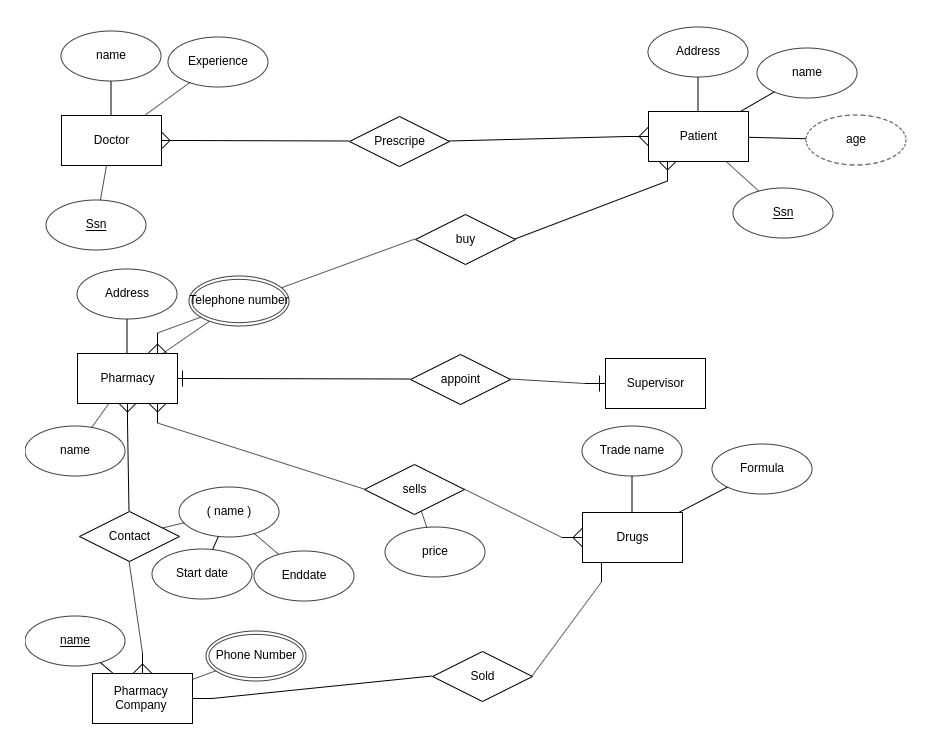 name
Experience
Address
name
Doctor
Prescripe
Patient
age
Ssn
Ssn
buy
Address
Telephone number
Pharmacy
appoint
Supervisor
name
Trade name
Formula
sells
( name )
Contact
Drugs
price
Start date
Enddate
name
Phone Number
Sold
Pharmacy
Company